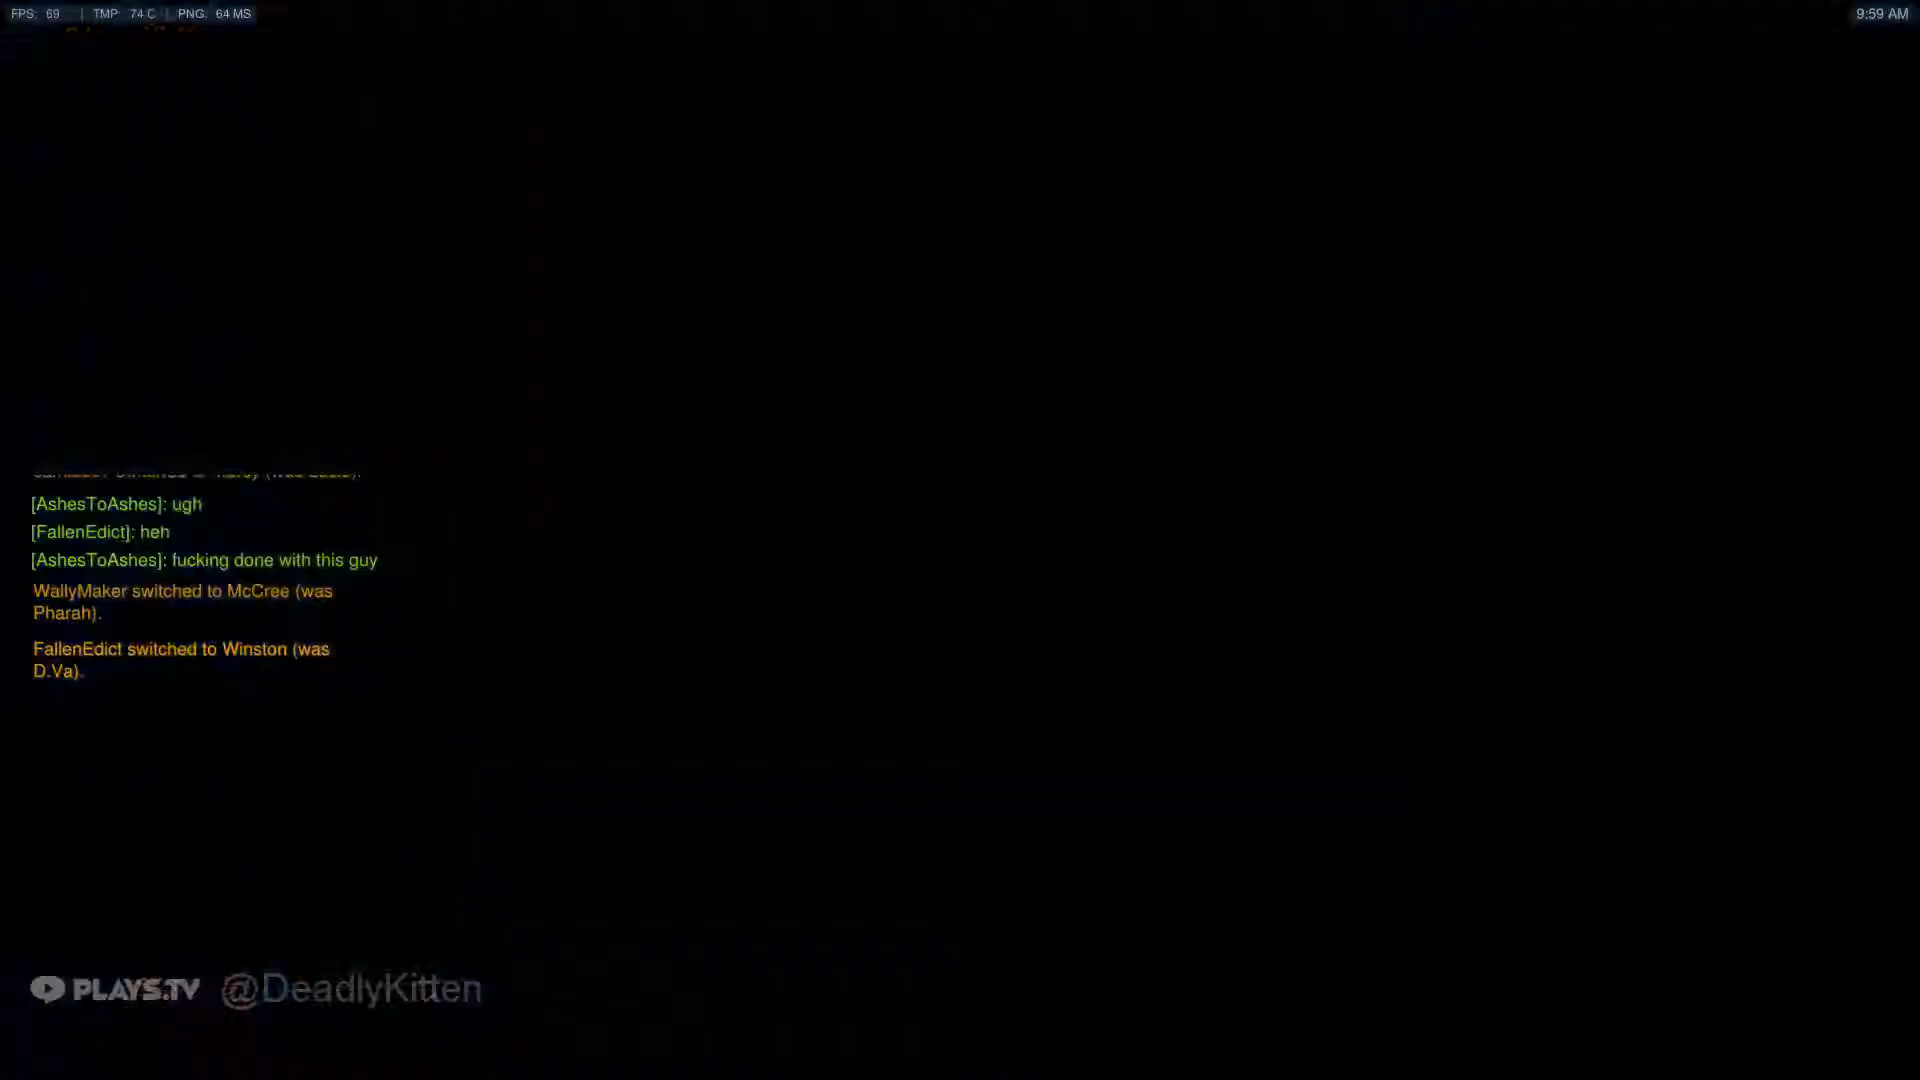 FPS: 69 | TMP: 74 C | PNG: 64 MS
9:59 AM
[AshesToAshes]: ugh
[FallenEdict]: heh
[AshesToAshes]: fucking done with this guy
WallyMaker switched to McCree (was
Pharah).
FallenEdict switched to Winston (was
D.Va).
PLAYS.TV @DeadlyKitten